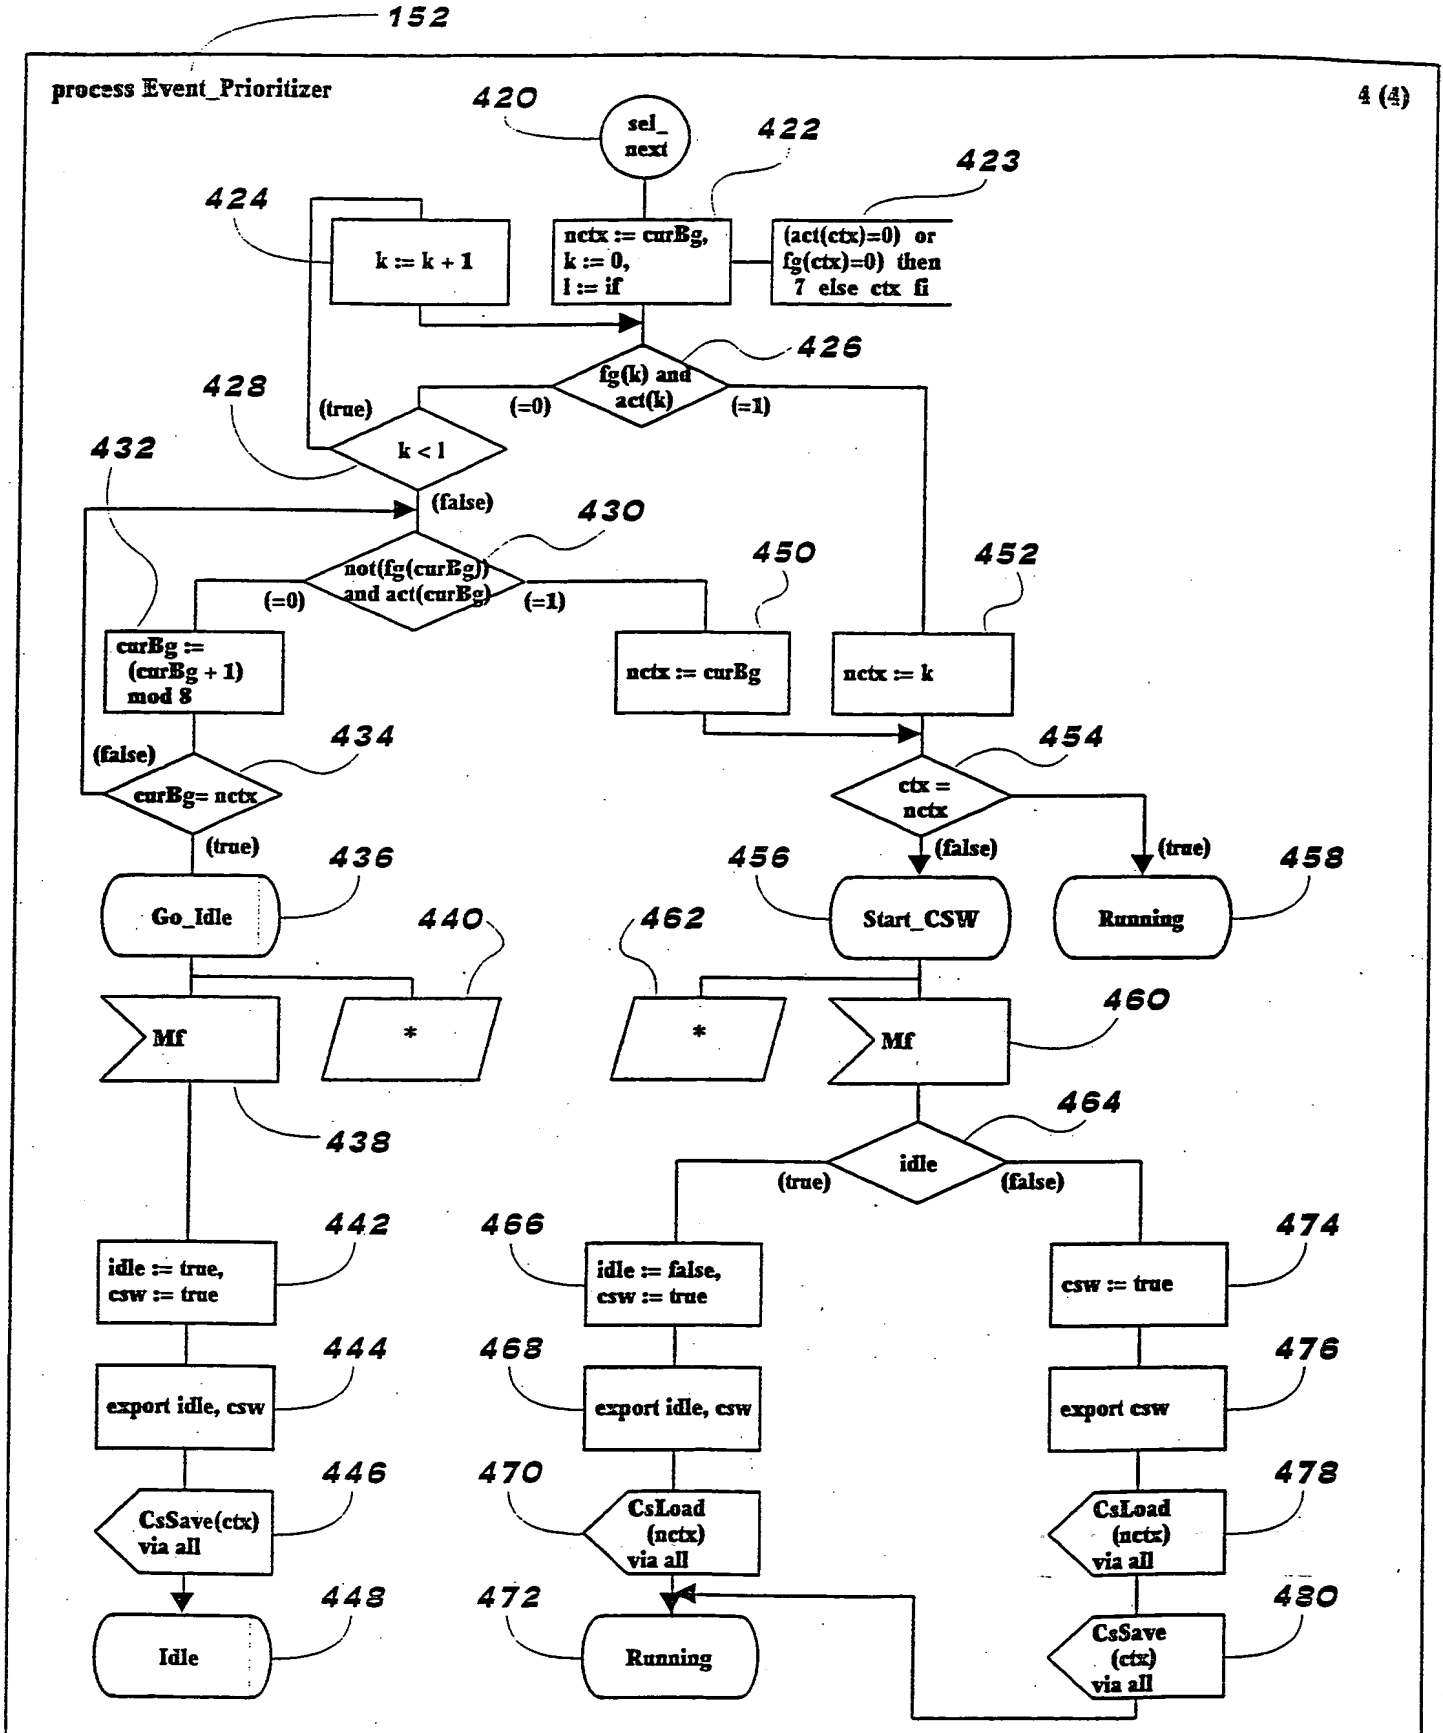 152
process Event_Prioritizer
4 (4)
420
sel_
next
422
423
424
k := k + 1
nctx := curBg,
k := 0,
l := if
(act(ctx)=0) or
fg(ctx)=0) then
7 else ctx fi
426
fg(k) and
act(k)
(=0)
(=1)
428
(true)
k < l
(false)
432
430
not(fg(curBg))
and act(curBg)
(=0)
(=1)
450
452
curBg :=
(curBg + 1)
mod 8
nctx := curBg
nctx := k
434
(false)
curBg= nctx
(true)
454
ctx =
nctx
(false)
(true)
436
Go_Idle
456
Start_CSW
458
Running
440
462
Mf
*
*
Mf
460
438
464
idle
(true)
(false)
442
idle := true,
csw := true
466
idle := false,
csw := true
474
csw := true
444
export idle, csw
468
export idle, csw
476
export csw
446
CsSave(ctx)
via all
470
CsLoad
(nctx)
via all
478
CsLoad
(nctx)
via all
448
Idle
472
Running
480
CsSave
(ctx)
via all